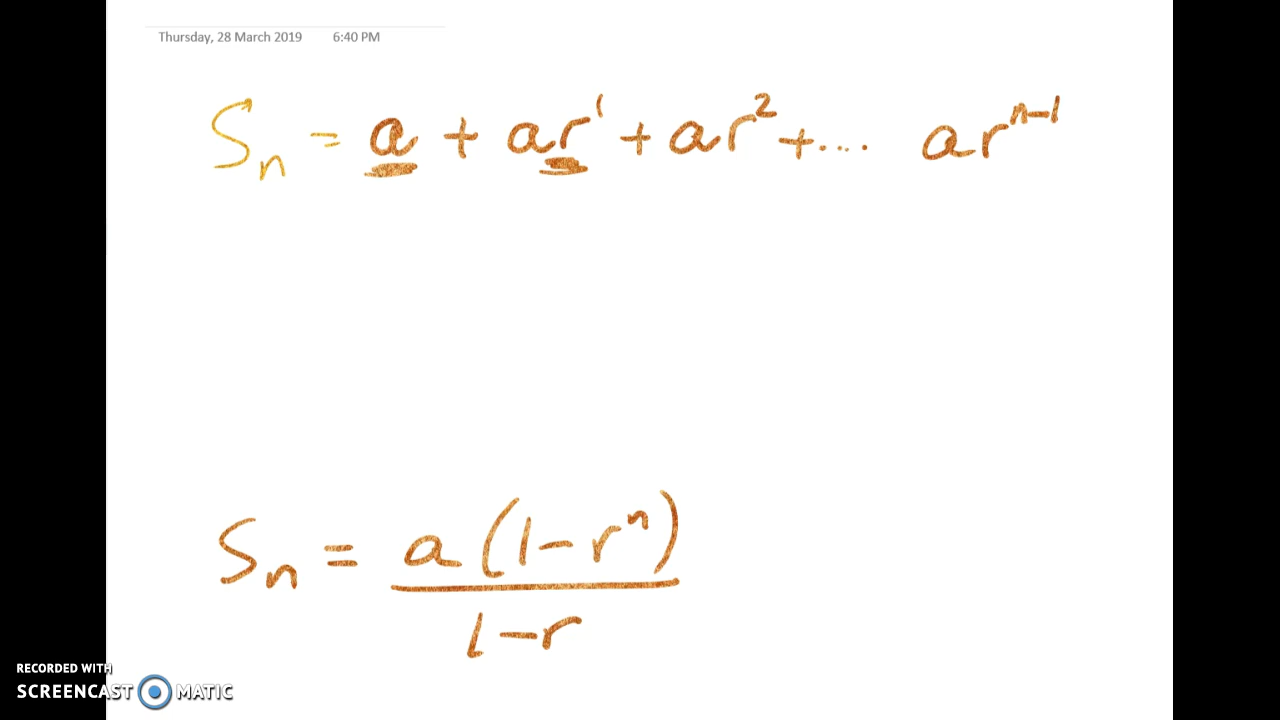 Thursday, 28 March 2019 6:40 PM
Sₙ = a + ar¹ + ar² + .... arⁿ⁻¹
Sₙ = a (1 - rⁿ)
1 - r
RECORDED WITH
SCREENCAST MATIC